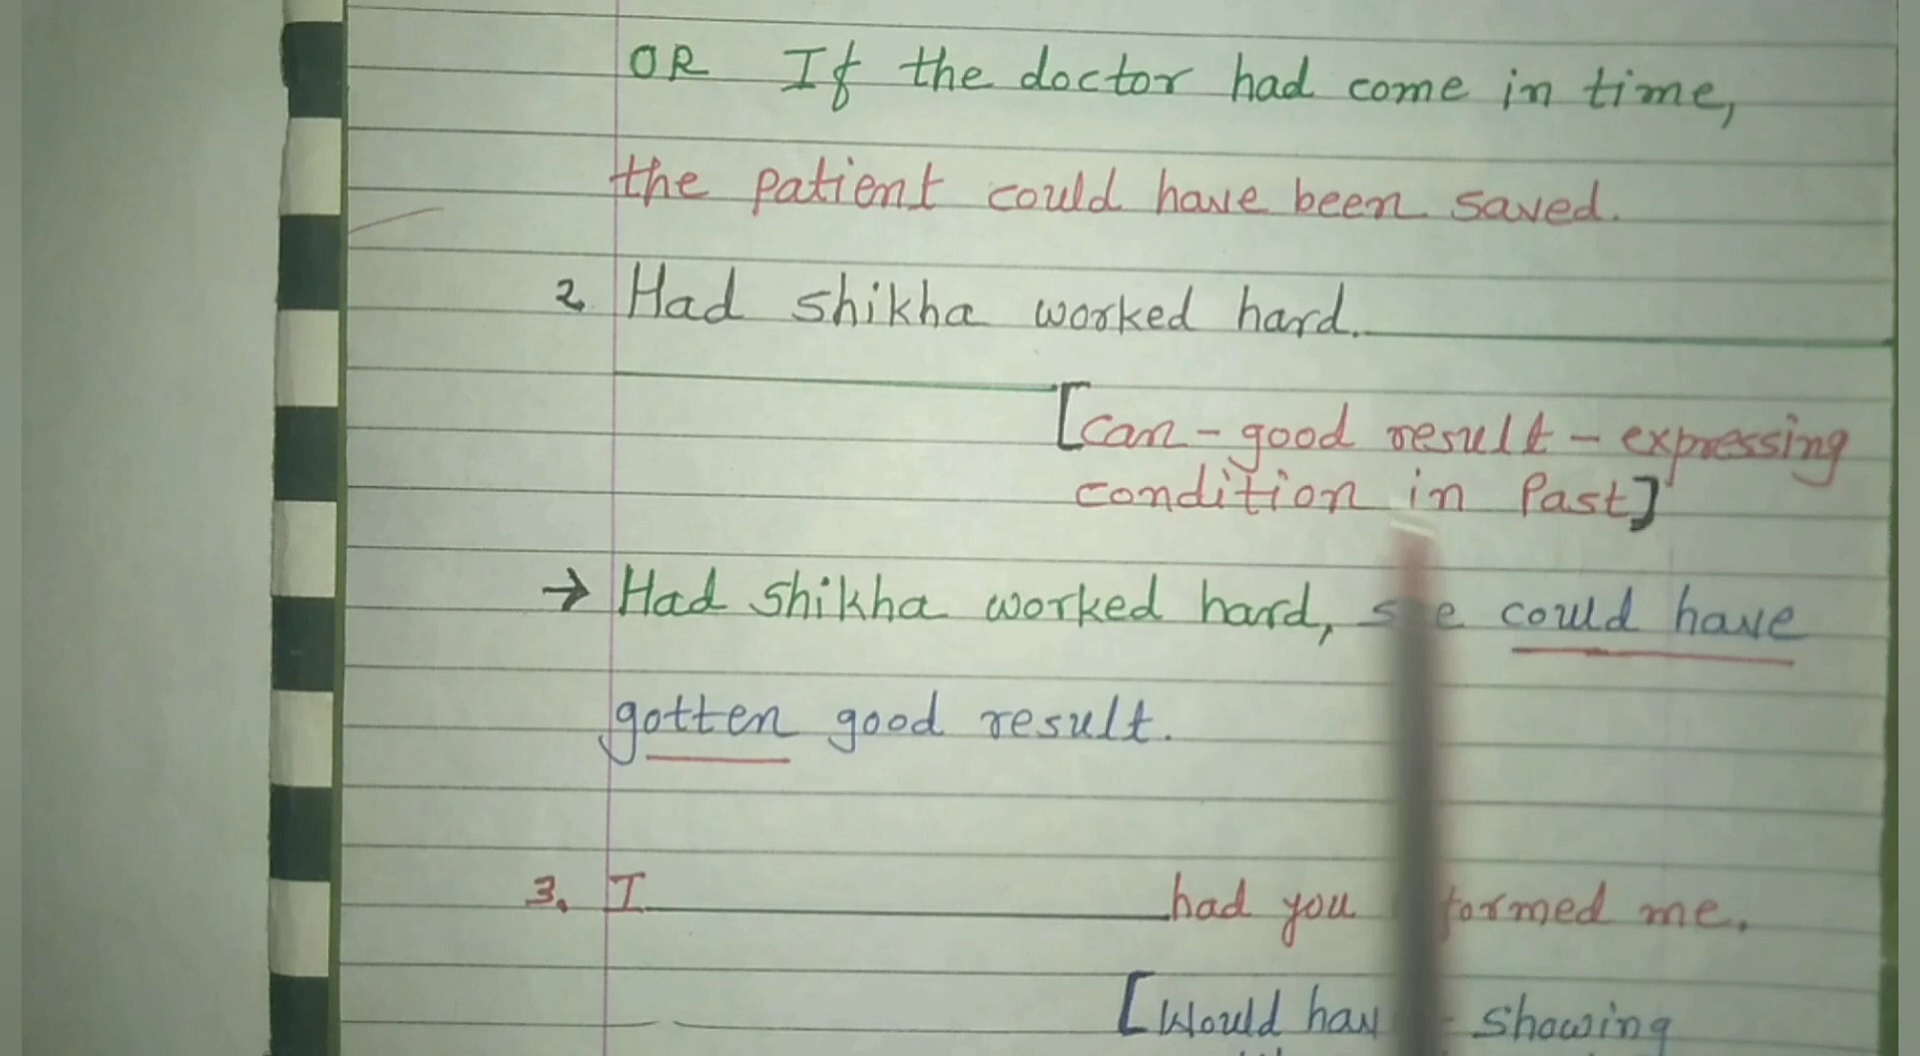 OR If the doctor had come in time,
the patient could have been saved.
2. Had shikha worked hard.
[can - good result - expressing
condition in Past]
→ Had shikha worked hard, could have
gotten good result.
3. I had you me.
[Would showing